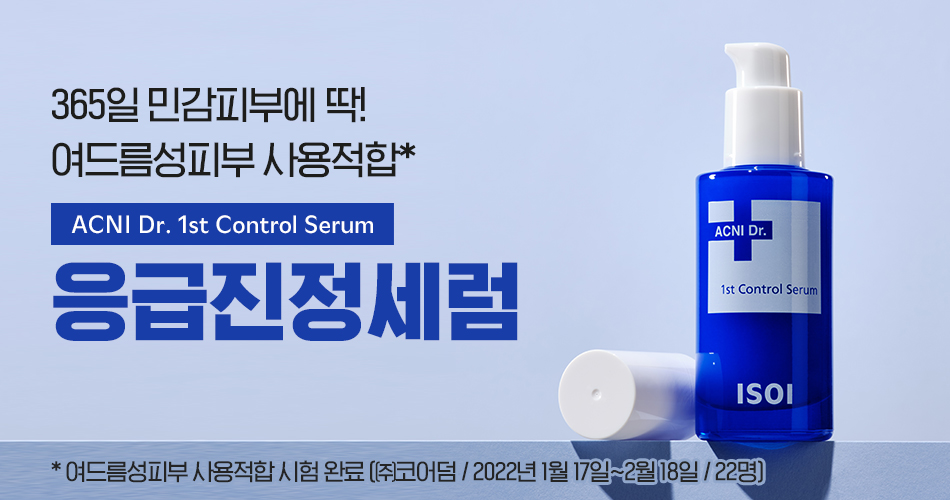 365일 민감피부에 딱!
여드름성피부 사용적합*
ACNI Dr. 1st Control Serum
응급진정세럼
ACNI Dr.
1st Control Serum
ISOI
* 여드름성피부 사용적합 시험 완료 (㈜코어덤 / 2022년 1월 17일~2월 18일 / 22명)